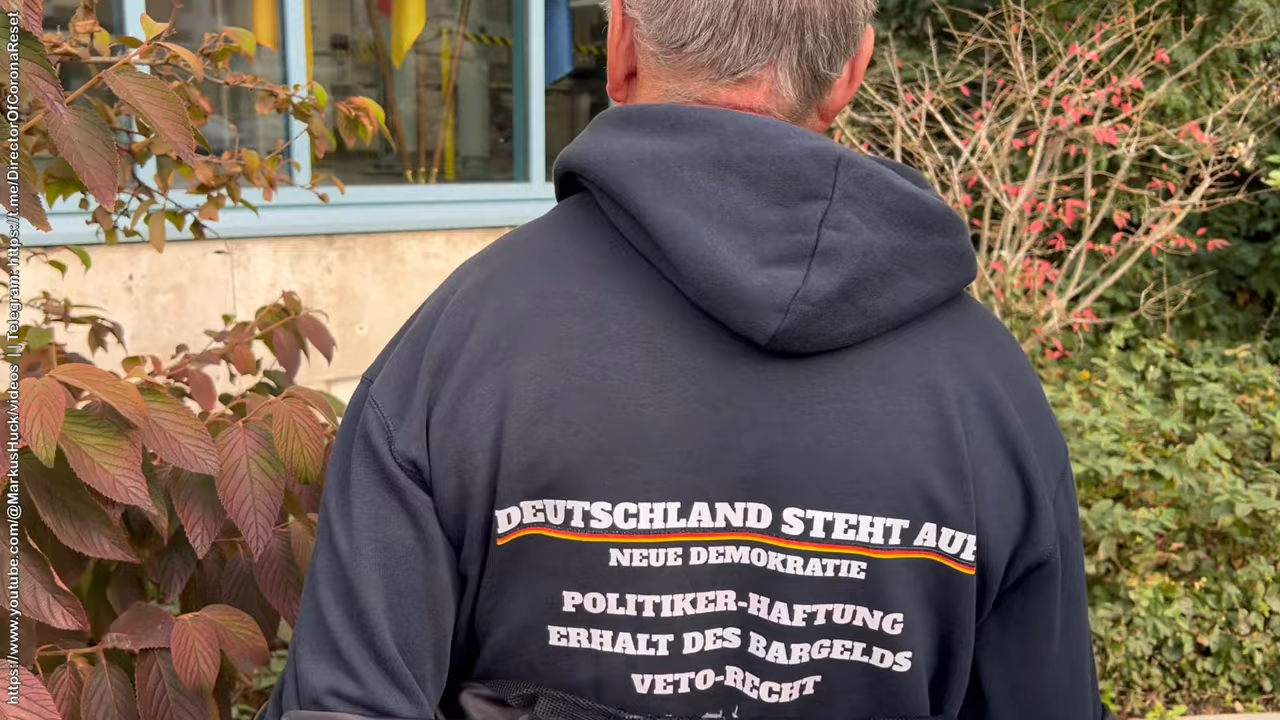 https://www.youtube.com/@MarkusHuck/videos || Telegram: https://t.me/DirectorOfCoronaReset
DEUTSCHLAND STEHT AUF
NEUE DEMOKRATIE
POLITIKER-HAFTUNG
ERHALT DES BARGELDS
VETO-RECHT